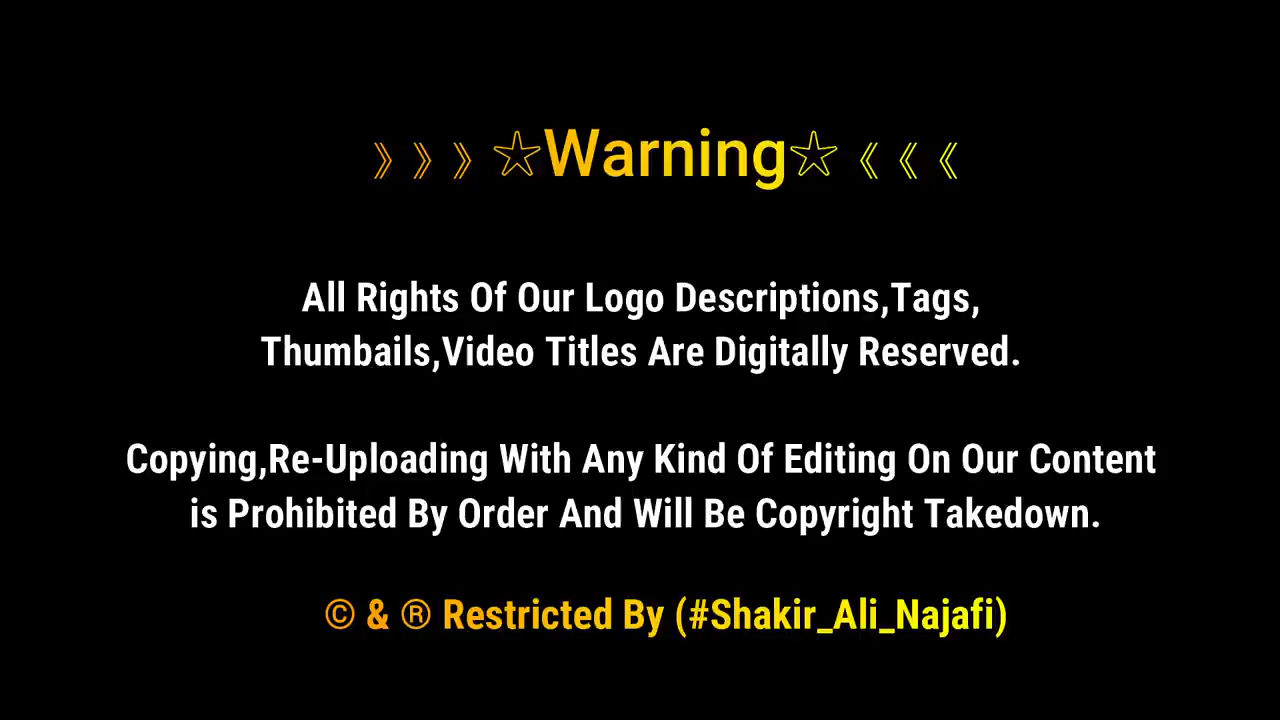 》》》☆Warning☆《《《
All Rights Of Our Logo Descriptions,Tags,
Thumbails,Video Titles Are Digitally Reserved.
Copying,Re-Uploading With Any Kind Of Editing On Our Content
is Prohibited By Order And Will Be Copyright Takedown.
© & ® Restricted By (#Shakir_Ali_Najafi)